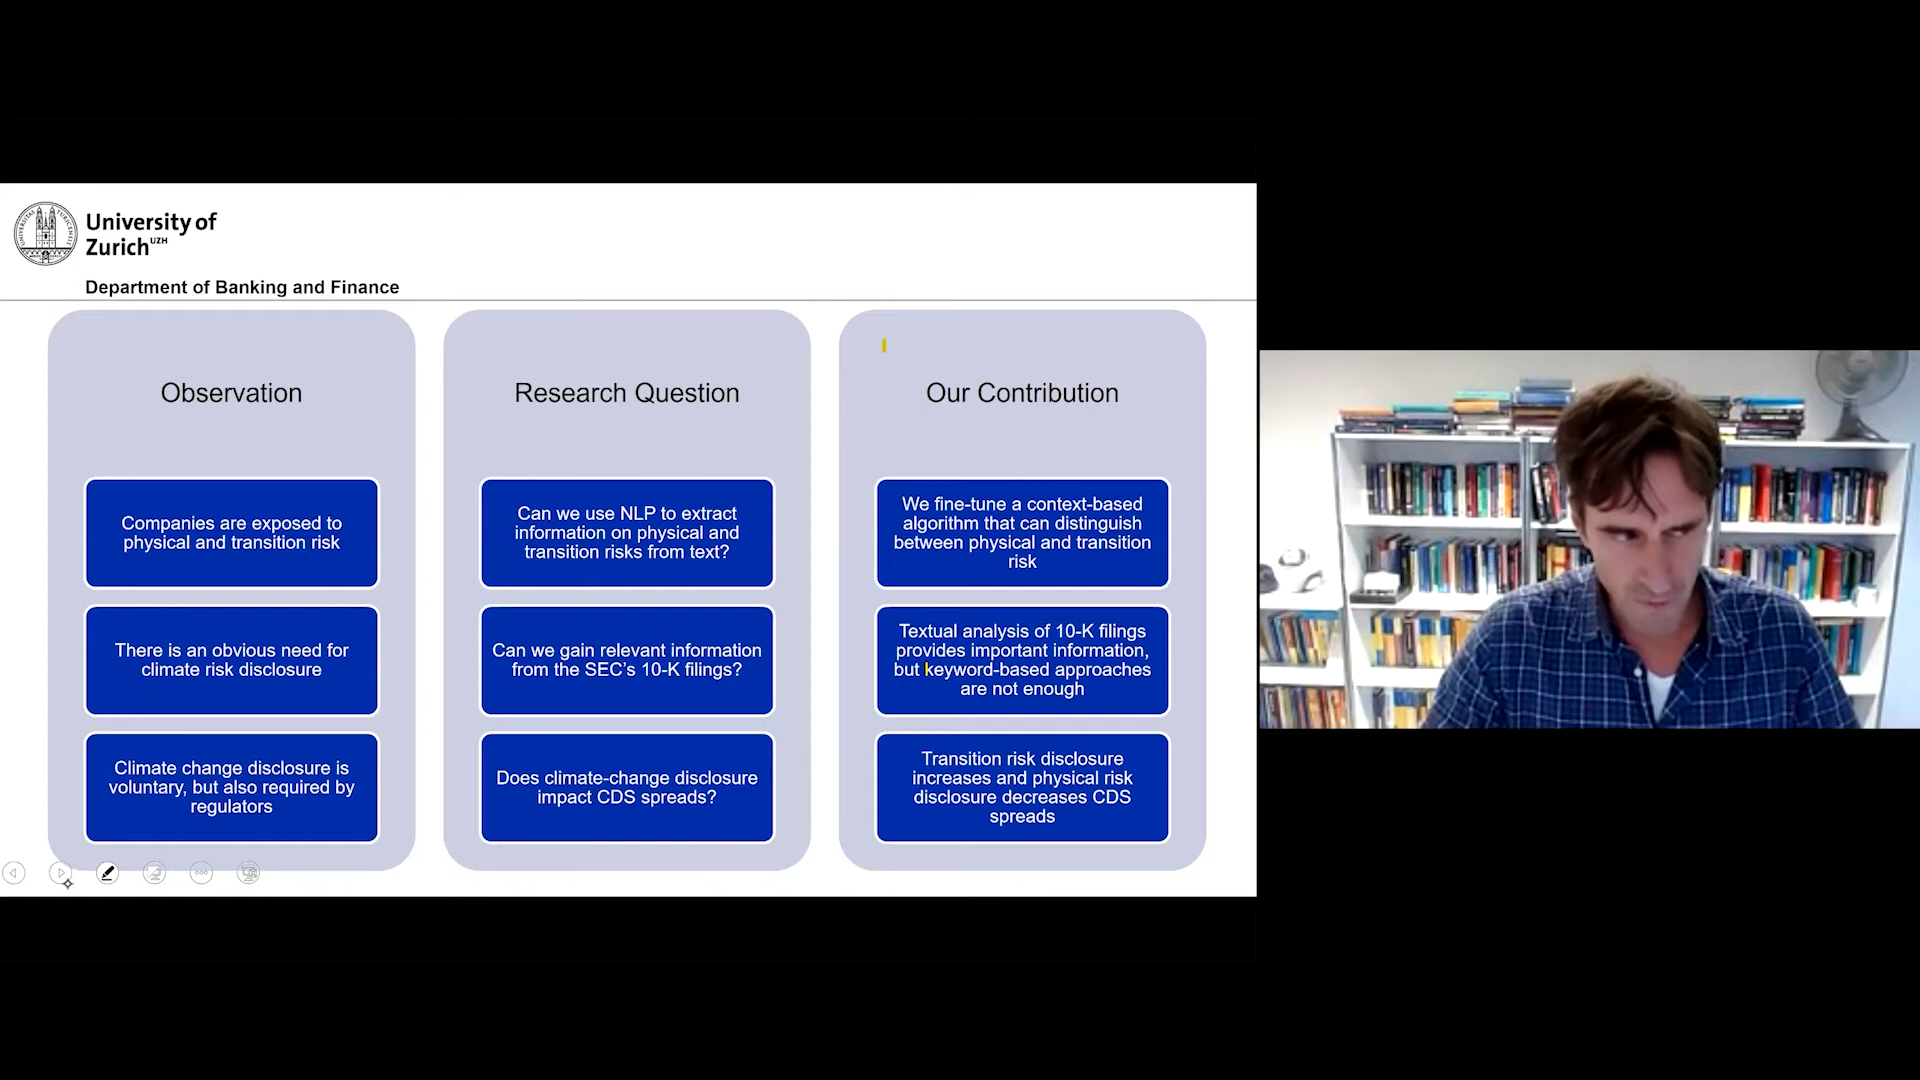 University of
Zurich UZH
Department of Banking and Finance
Observation
Companies are exposed to
physical and transition risk
There is an obvious need for
climate risk disclosure
Climate change disclosure is
voluntary, but also required by
regulators
Research Question
Can we use NLP to extract
information on physical and
transition risks from text?
Can we gain relevant information
from the SEC's 10-K filings?
Does climate-change disclosure
impact CDS spreads?
Our Contribution
We fine-tune a context-based
algorithm that can distinguish
between physical and transition
risk
Textual analysis of 10-K filings
provides important information,
but keyword-based approaches
are not enough
Transition risk disclosure
increases and physical risk
disclosure decreases CDS
spreads